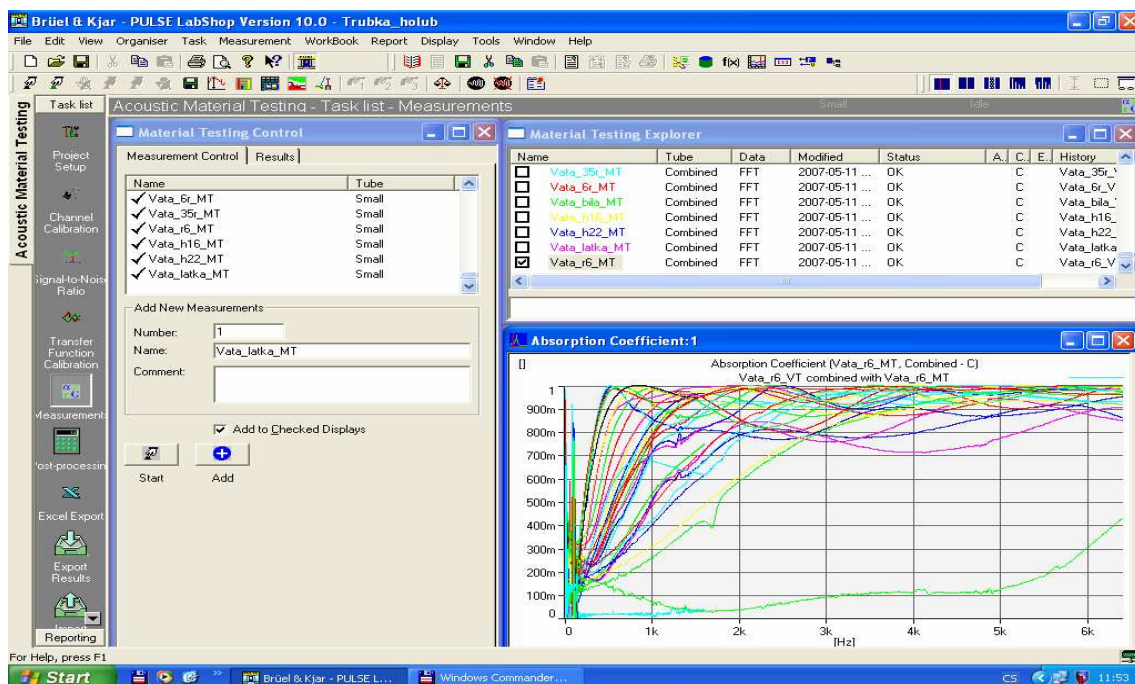 Brüel & Kjær - PULSE LabShop Version 10.0 - Trubka_holub
File Edit View Organiser Task Measurement WorkBook Report Display Tools Window Help
f(x)
Acoustic Material Testing
Task list
Acoustic Material Testing - Task list - Measurements
Small
Idle
Project
Setup
Channel
Calibration
Signal-to-Nois
Ratio
Transfer
Function
Calibration
Measurement
Post-processin
Excel Export
Export
Results
Reporting
Material Testing Control
Measurement Control
Results
Name Tube
Vata_6r_MT Small
Vata_35r_MT Small
Vata_r6_MT Small
Vata_h16_MT Small
Vata_h22_MT Small
Vata_latka_MT Small
Add New Measurements
Number: 1
Name: Vata_latka_MT
Comment:
Add to Checked Displays
Start
Add
Material Testing Explorer
Name Tube Data Modified Status A.. C.. E.. History
Vata_35r_MT Combined FFT 2007-05-11 ... OK C Vata_35r_
Vata_6r_MT Combined FFT 2007-05-11 ... OK C Vata_6r_V
Vata_bila_MT Combined FFT 2007-05-11 ... OK C Vata_bila_
Vata_h16_MT Combined FFT 2007-05-11 ... OK C Vata_h16_
Vata_h22_MT Combined FFT 2007-05-11 ... OK C Vata_h22_
Vata_latka_MT Combined FFT 2007-05-11 ... OK C Vata_latka
Vata_r6_MT Combined FFT 2007-05-11 ... OK C Vata_r6_V
Absorption Coefficient:1
[]
Absorption Coefficient (Vata_r6_MT, Combined - C)
Vata_r6_VT combined with Vata_r6_MT
1
900m
800m
700m
600m
500m
400m
300m
200m
100m
0
0 1k 2k 3k 4k 5k 6k
[Hz]
For Help, press F1
Start
Brüel & Kjær - PULSE L...
Windows Commander...
CS
11:53